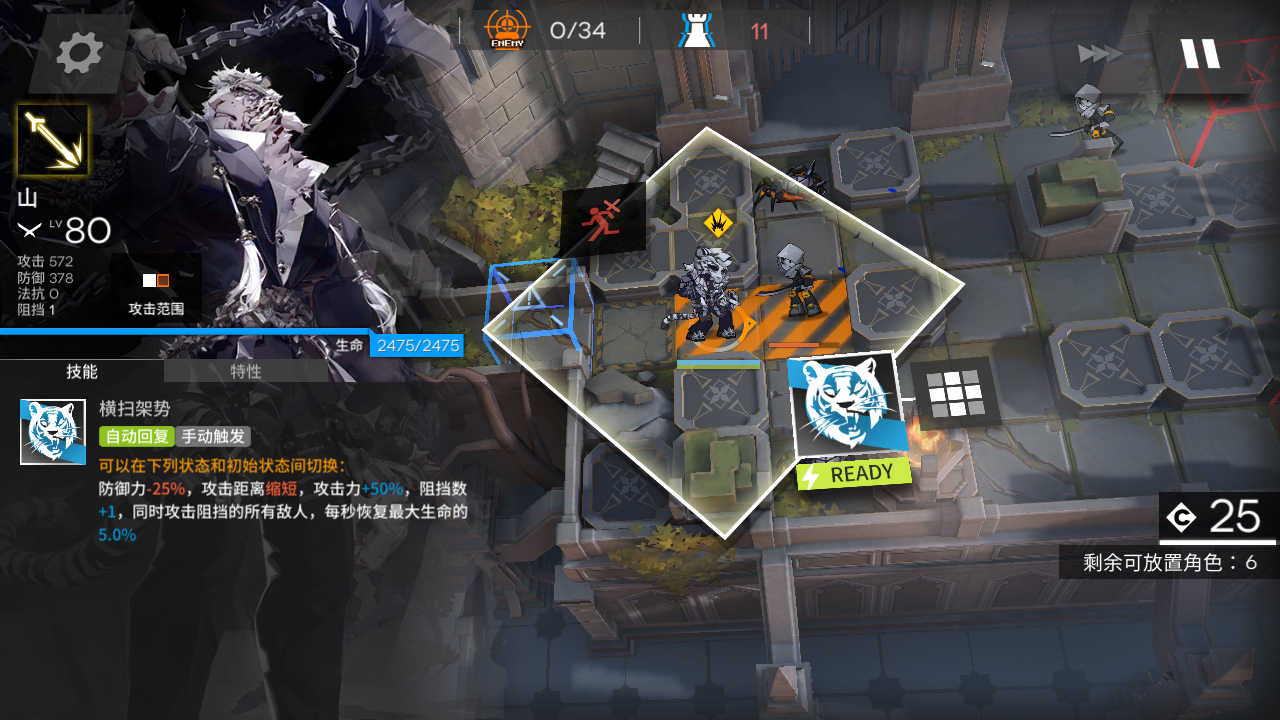 ENEMY
0/34
11
山
LV 80
攻击 572
防御 378
法抗 0
阻挡 1
攻击范围
生命 2475/2475
技能 特性
横扫架势
自动回复 手动触发
可以在下列状态和初始状态间切换：
防御力-25%，攻击距离缩短，攻击力+50%，阻挡数
+1，同时攻击阻挡的所有敌人，每秒恢复最大生命的
5.0%
READY
25
剩余可放置角色：6